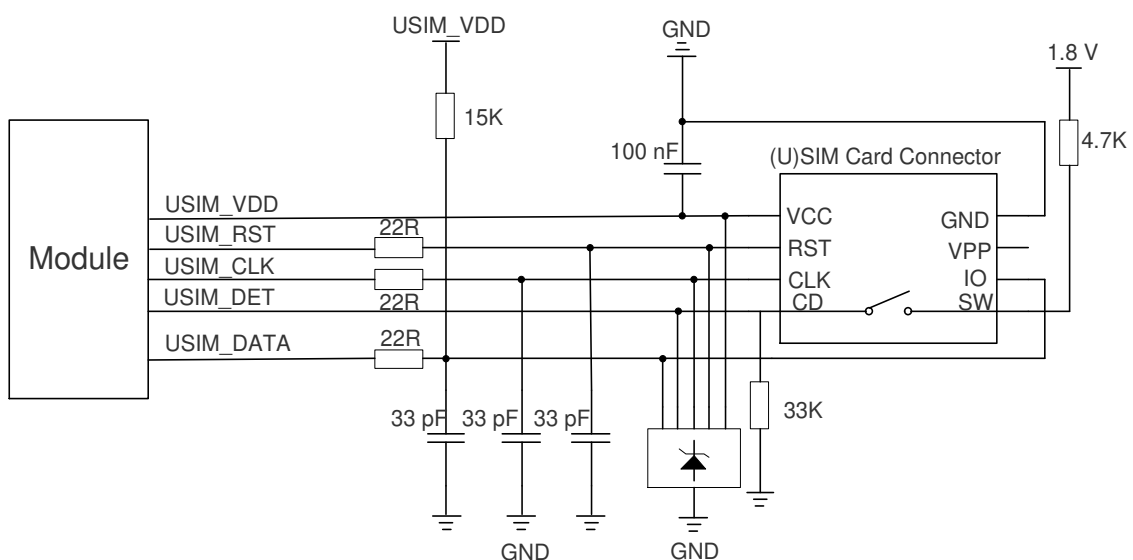 USIM_VDD
GND
1.8 V
15K
4.7K
100 nF
(U)SIM Card Connector
Module
USIM_VDD
USIM_RST
22R
USIM_CLK
USIM_DET
22R
USIM_DATA
22R
VCC
GND
RST
VPP
CLK
IO
CD
SW
33 pF
33 pF
33 pF
33K
GND
GND